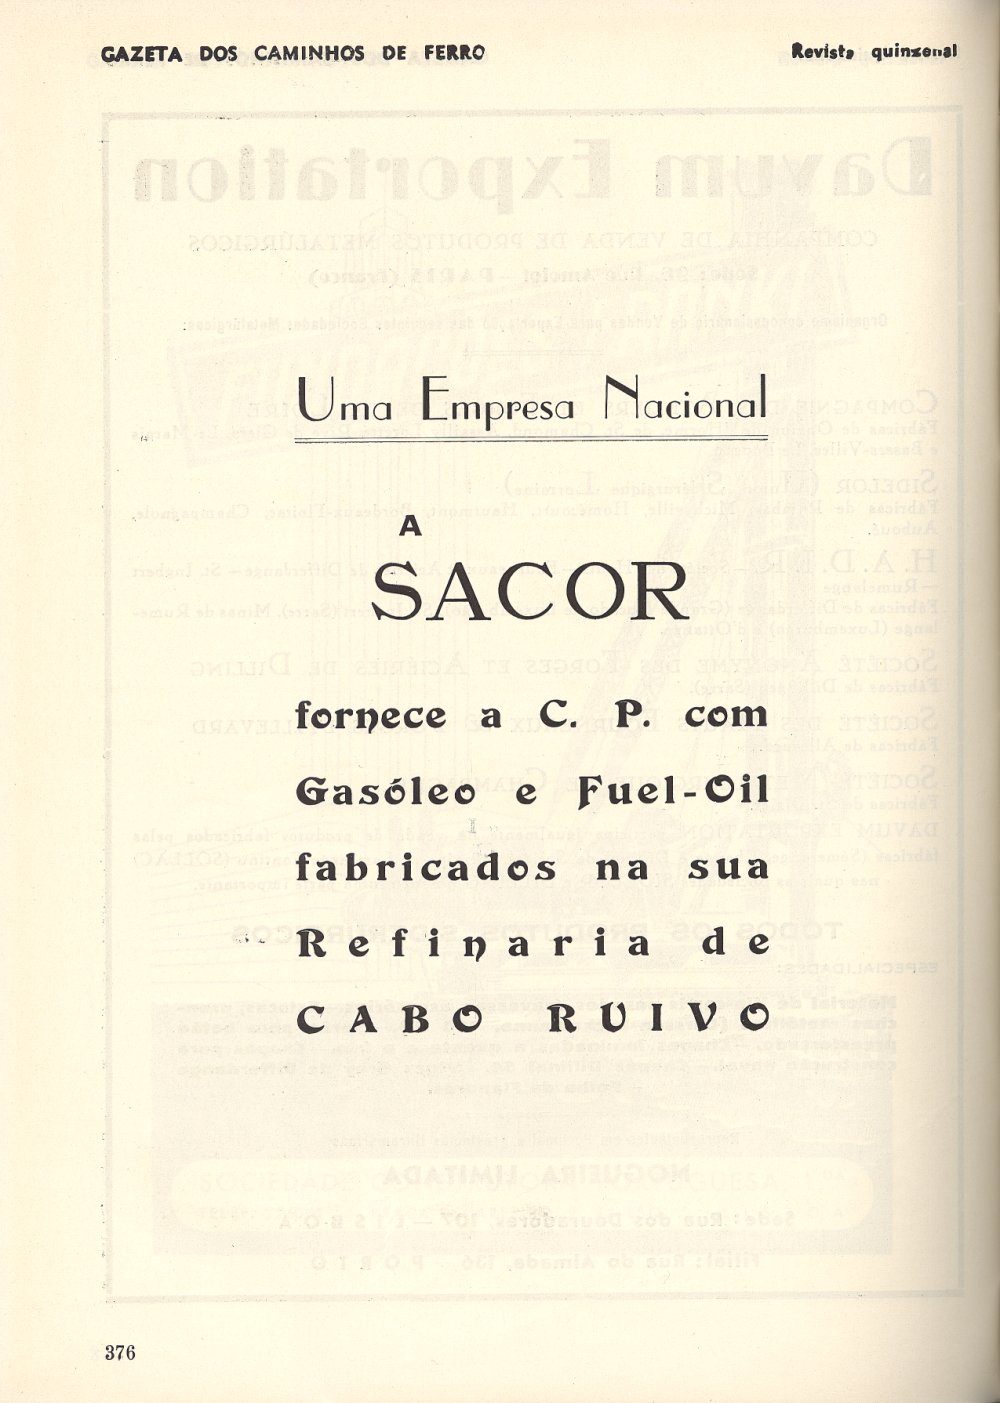 GAZETA DOS CAMINHOS DE FERRO Revista quinzenal
Uma Empresa Nacional
A
SACOR
fornece a C. P. com
Gasóleo e Fuel-Oil
fabricados na sua
Refinaria de
CABO RUIVO
376